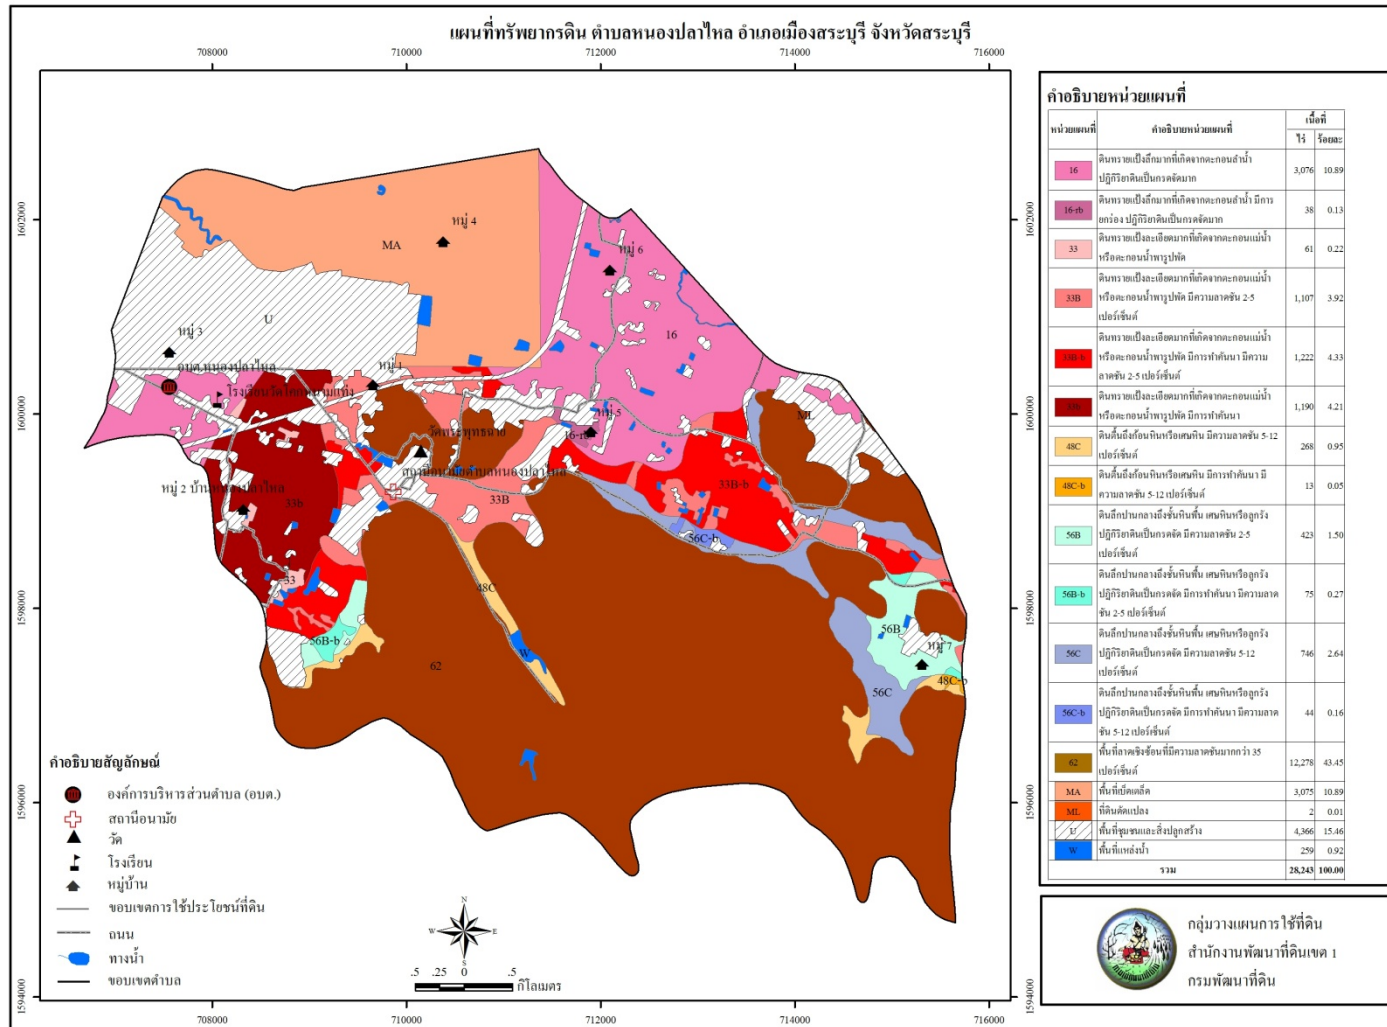 แผนที่ทรัพยากรดิน ตำบลหนองปลาไหล อำเภอเมืองสระบุรี จังหวัดสระบุรี
708000 710000 712000 714000 716000
1602000
1600000
1598000
1596000
1594000
1602000
1600000
1598000
1596000
1594000
หมู่ 4
MA
หมู่ 6
U
หมู่ 3
16
อบต.หนองปลาไหล
หมู่ 1
ML
หมู่ 5
16-rb
วัดพระพุทธฉาย
สถานีอนามัยตำบลหนองปลาไหล
หมู่ 2 บ้านหนองปลาไหล
33b
33B
33B-b
56C-b
33
48C
56B-b
W
62
56B
หมู่ 7
56C
48C-b
คำอธิบายสัญลักษณ์
องค์การบริหารส่วนตำบล (อบต.)
สถานีอนามัย
วัด
โรงเรียน
หมู่บ้าน
ขอบเขตการใช้ประโยชน์ที่ดิน
ถนน
ทางน้ำ
ขอบเขตตำบล
N
W E
S
.5 .25 0 .5
กิโลเมตร
708000 710000 712000 714000 716000
คำอธิบายหน่วยแผนที่
หน่วยแผนที่ คำอธิบายหน่วยแผนที่ เนื้อที่
ไร่ ร้อยละ
16 ดินทรายแป้งลึกมากที่เกิดจากตะกอนลำน้ำ 3,076 10.89
ปฏิกิริยาดินเป็นกรดจัดมาก
16-rb ดินทรายแป้งลึกมากที่เกิดจากตะกอนลำน้ำ มีการ 38 0.13
ยกร่อง ปฏิกิริยาดินเป็นกรดจัดมาก
33 ดินทรายแป้งละเอียดมากที่เกิดจากตะกอนแม่น้ำ 61 0.22
หรือตะกอนน้ำพารูปพัด
33B ดินทรายแป้งละเอียดมากที่เกิดจากตะกอนแม่น้ำ 1,107 3.92
หรือตะกอนน้ำพารูปพัด มีความลาดชัน 2-5
เปอร์เซ็นต์
33B-b ดินทรายแป้งละเอียดมากที่เกิดจากตะกอนแม่น้ำ 1,222 4.33
หรือตะกอนน้ำพารูปพัด มีการทำคันนา มีความ
ลาดชัน 2-5 เปอร์เซ็นต์
33b ดินทรายแป้งละเอียดมากที่เกิดจากตะกอนแม่น้ำ 1,190 4.21
หรือตะกอนน้ำพารูปพัด มีการทำคันนา
48C ดินตื้นถึงก้อนหินหรือเศษหิน มีความลาดชัน 5-12 268 0.95
เปอร์เซ็นต์
48C-b ดินตื้นถึงก้อนหินหรือเศษหิน มีการทำคันนา มี 13 0.05
ความลาดชัน 5-12 เปอร์เซ็นต์
56B ดินลึกปานกลางถึงชั้นหินพื้น เศษหินหรือลูกรัง 423 1.50
ปฏิกิริยาดินเป็นกรดจัด มีความลาดชัน 2-5
เปอร์เซ็นต์
56B-b ดินลึกปานกลางถึงชั้นหินพื้น เศษหินหรือลูกรัง 75 0.27
ปฏิกิริยาดินเป็นกรดจัด มีการทำคันนา มีความลาด
ชัน 2-5 เปอร์เซ็นต์
56C ดินลึกปานกลางถึงชั้นหินพื้น เศษหินหรือลูกรัง 746 2.64
ปฏิกิริยาดินเป็นกรดจัด มีความลาดชัน 5-12
เปอร์เซ็นต์
56C-b ดินลึกปานกลางถึงชั้นหินพื้น เศษหินหรือลูกรัง 44 0.16
ปฏิกิริยาดินเป็นกรดจัด มีการทำคันนา มีความลาด
ชัน 5-12 เปอร์เซ็นต์
62 พื้นที่ลาดเชิงซ้อนที่มีความลาดชันมากกว่า 35 12,278 43.45
เปอร์เซ็นต์
MA พื้นที่เบ็ดเตล็ด 3,075 10.89
ML ที่ดินดัดแปลง 2 0.01
U พื้นที่ชุมชนและสิ่งปลูกสร้าง 4,366 15.46
W พื้นที่แหล่งน้ำ 259 0.92
รวม 28,243 100.00
กลุ่มวางแผนการใช้ที่ดิน
สำนักงานพัฒนาที่ดินเขต 1
กรมพัฒนาที่ดิน